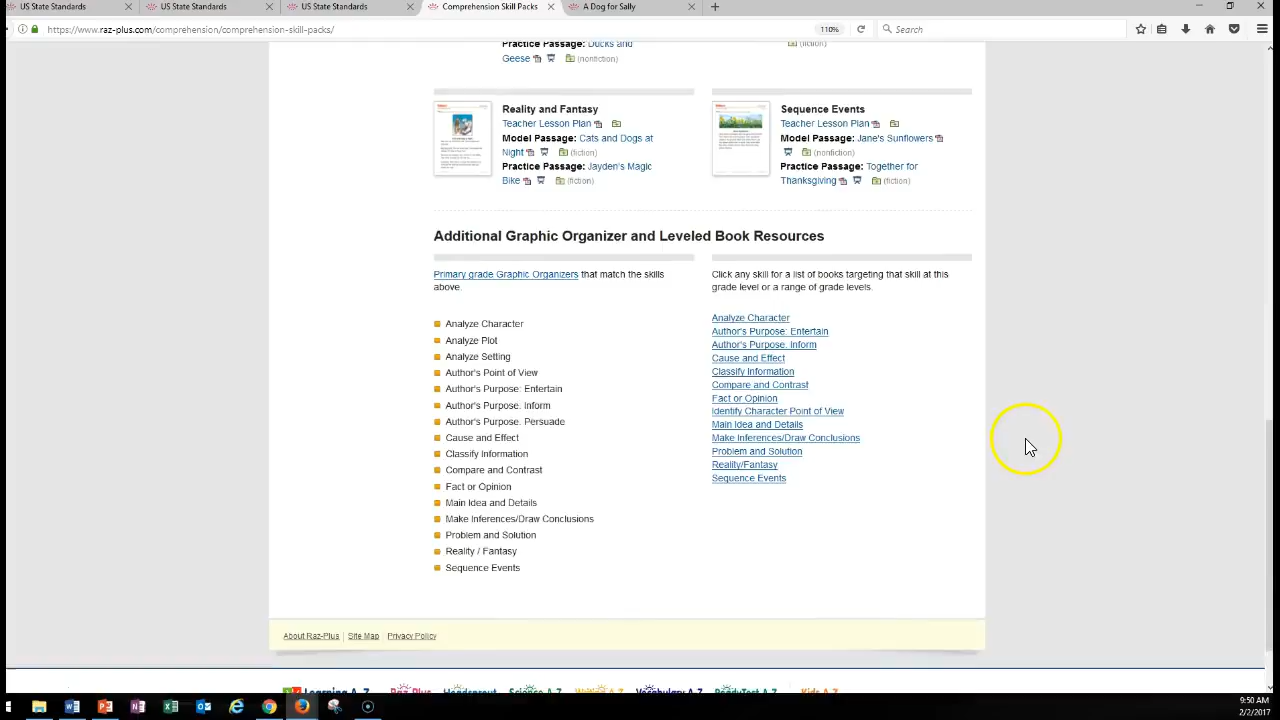 US State Standards
US State Standards
US State Standards
Comprehension Skill Packs
A Dog for Sally
https://www.raz-plus.com/comprehension/comprehension-skill-packs/
110%
Search
Practice Passage: Ducks and
Geese (nonfiction)
(fiction)
Reality and Fantasy
Teacher Lesson Plan
Model Passage: Cats and Dogs at
Night (fiction)
Practice Passage: Jayden's Magic
Bike (fiction)
Sequence Events
Teacher Lesson Plan
Model Passage: Jane's Sunflowers
(nonfiction)
Practice Passage: Together for
Thanksgiving (fiction)
Additional Graphic Organizer and Leveled Book Resources
Primary grade Graphic Organizers that match the skills
above.
Analyze Character
Analyze Plot
Analyze Setting
Author's Point of View
Author's Purpose: Entertain
Author's Purpose. Inform
Author's Purpose. Persuade
Cause and Effect
Classify Information
Compare and Contrast
Fact or Opinion
Main Idea and Details
Make Inferences/Draw Conclusions
Problem and Solution
Reality / Fantasy
Sequence Events
Click any skill for a list of books targeting that skill at this
grade level or a range of grade levels.
Analyze Character
Author's Purpose: Entertain
Author's Purpose. Inform
Cause and Effect
Classify Information
Compare and Contrast
Fact or Opinion
Identify Character Point of View
Main Idea and Details
Make Inferences/Draw Conclusions
Problem and Solution
Reality/Fantasy
Sequence Events
About Raz-Plus | Site Map | Privacy Policy
Learning A-Z Raz-Plus Headsprout Science A-Z Writing A-Z Vocabulary A-Z ReadyTest A-Z Kids A-Z
9:50 AM
2/2/2017